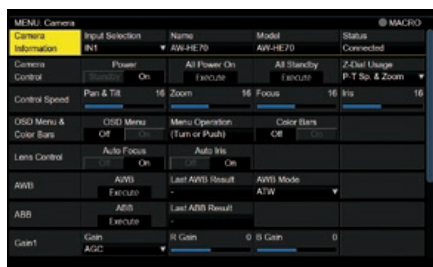 MENU: Camera MACRO
Camera Information Input Selection Name Model Status
IN1 AW-HE70 AW-HE70 Connected
Camera Control Power All Power On All Standby Z-Dial Usage
Standby On Execute Execute P-T Sp. & Zoom
Control Speed Pan & Tilt 16 Zoom 16 Focus 16 Iris 16
OSD Menu & Color Bars OSD Menu Menu Operation Color Bars
Off On (Turn or Push) Off On
Lens Control Auto Focus Auto Iris
Off On Off On
AWB AWB Last AWB Result AWB Mode
Execute - ATW
ABB ABB Last ABB Result
Execute -
Gain1 Gain R Gain 0 B Gain 0
AGC